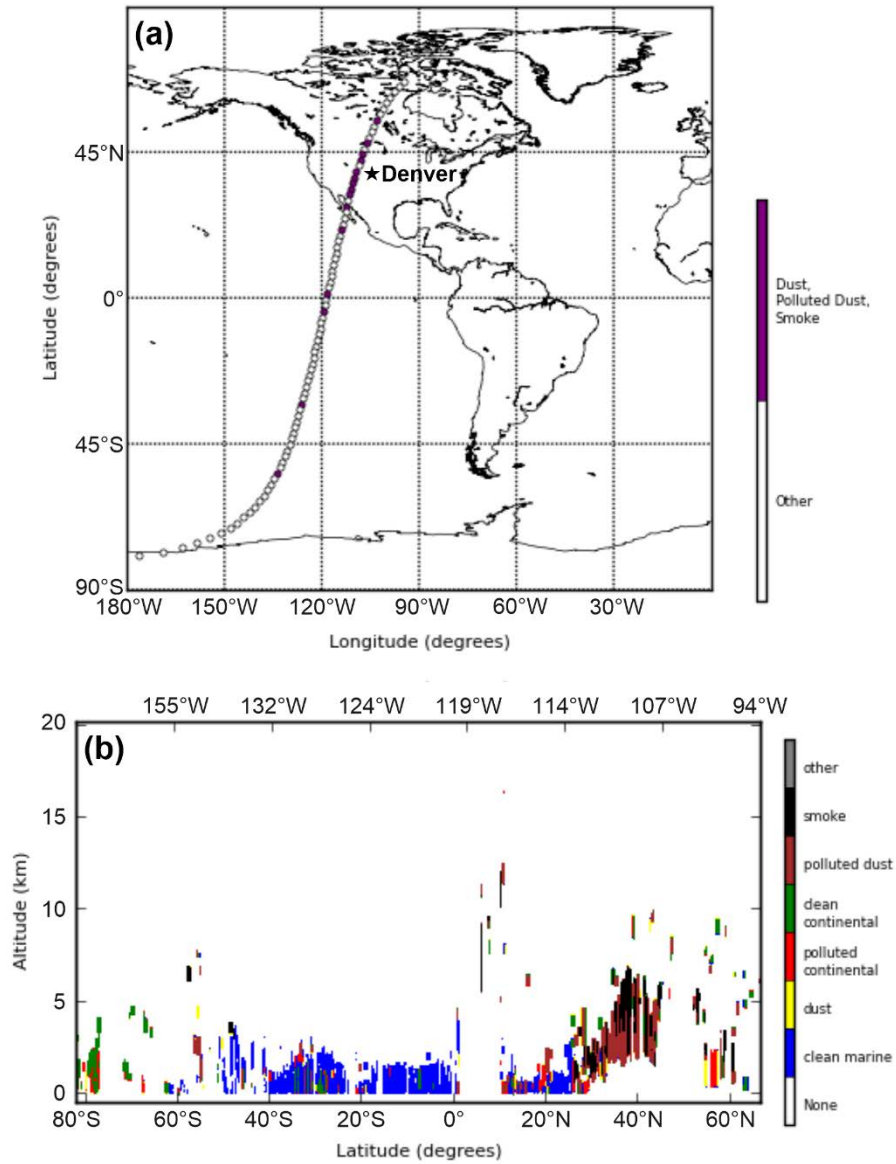 (a)
45°N
★Denver
Latitude (degrees)
0°
45°S
90°S
180°W 150°W 120°W 90°W 60°W 30°W
Longitude (degrees)
Dust,
Polluted Dust,
Smoke
Other
155°W 132°W 124°W 119°W 114°W 107°W 94°W
(b)
20
15
10
5
0
Altitude (km)
80°S 60°S 40°S 20°S 0° 20°N 40°N 60°N
Latitude (degrees)
other
smoke
polluted dust
clean
continental
polluted
continental
dust
clean marine
None